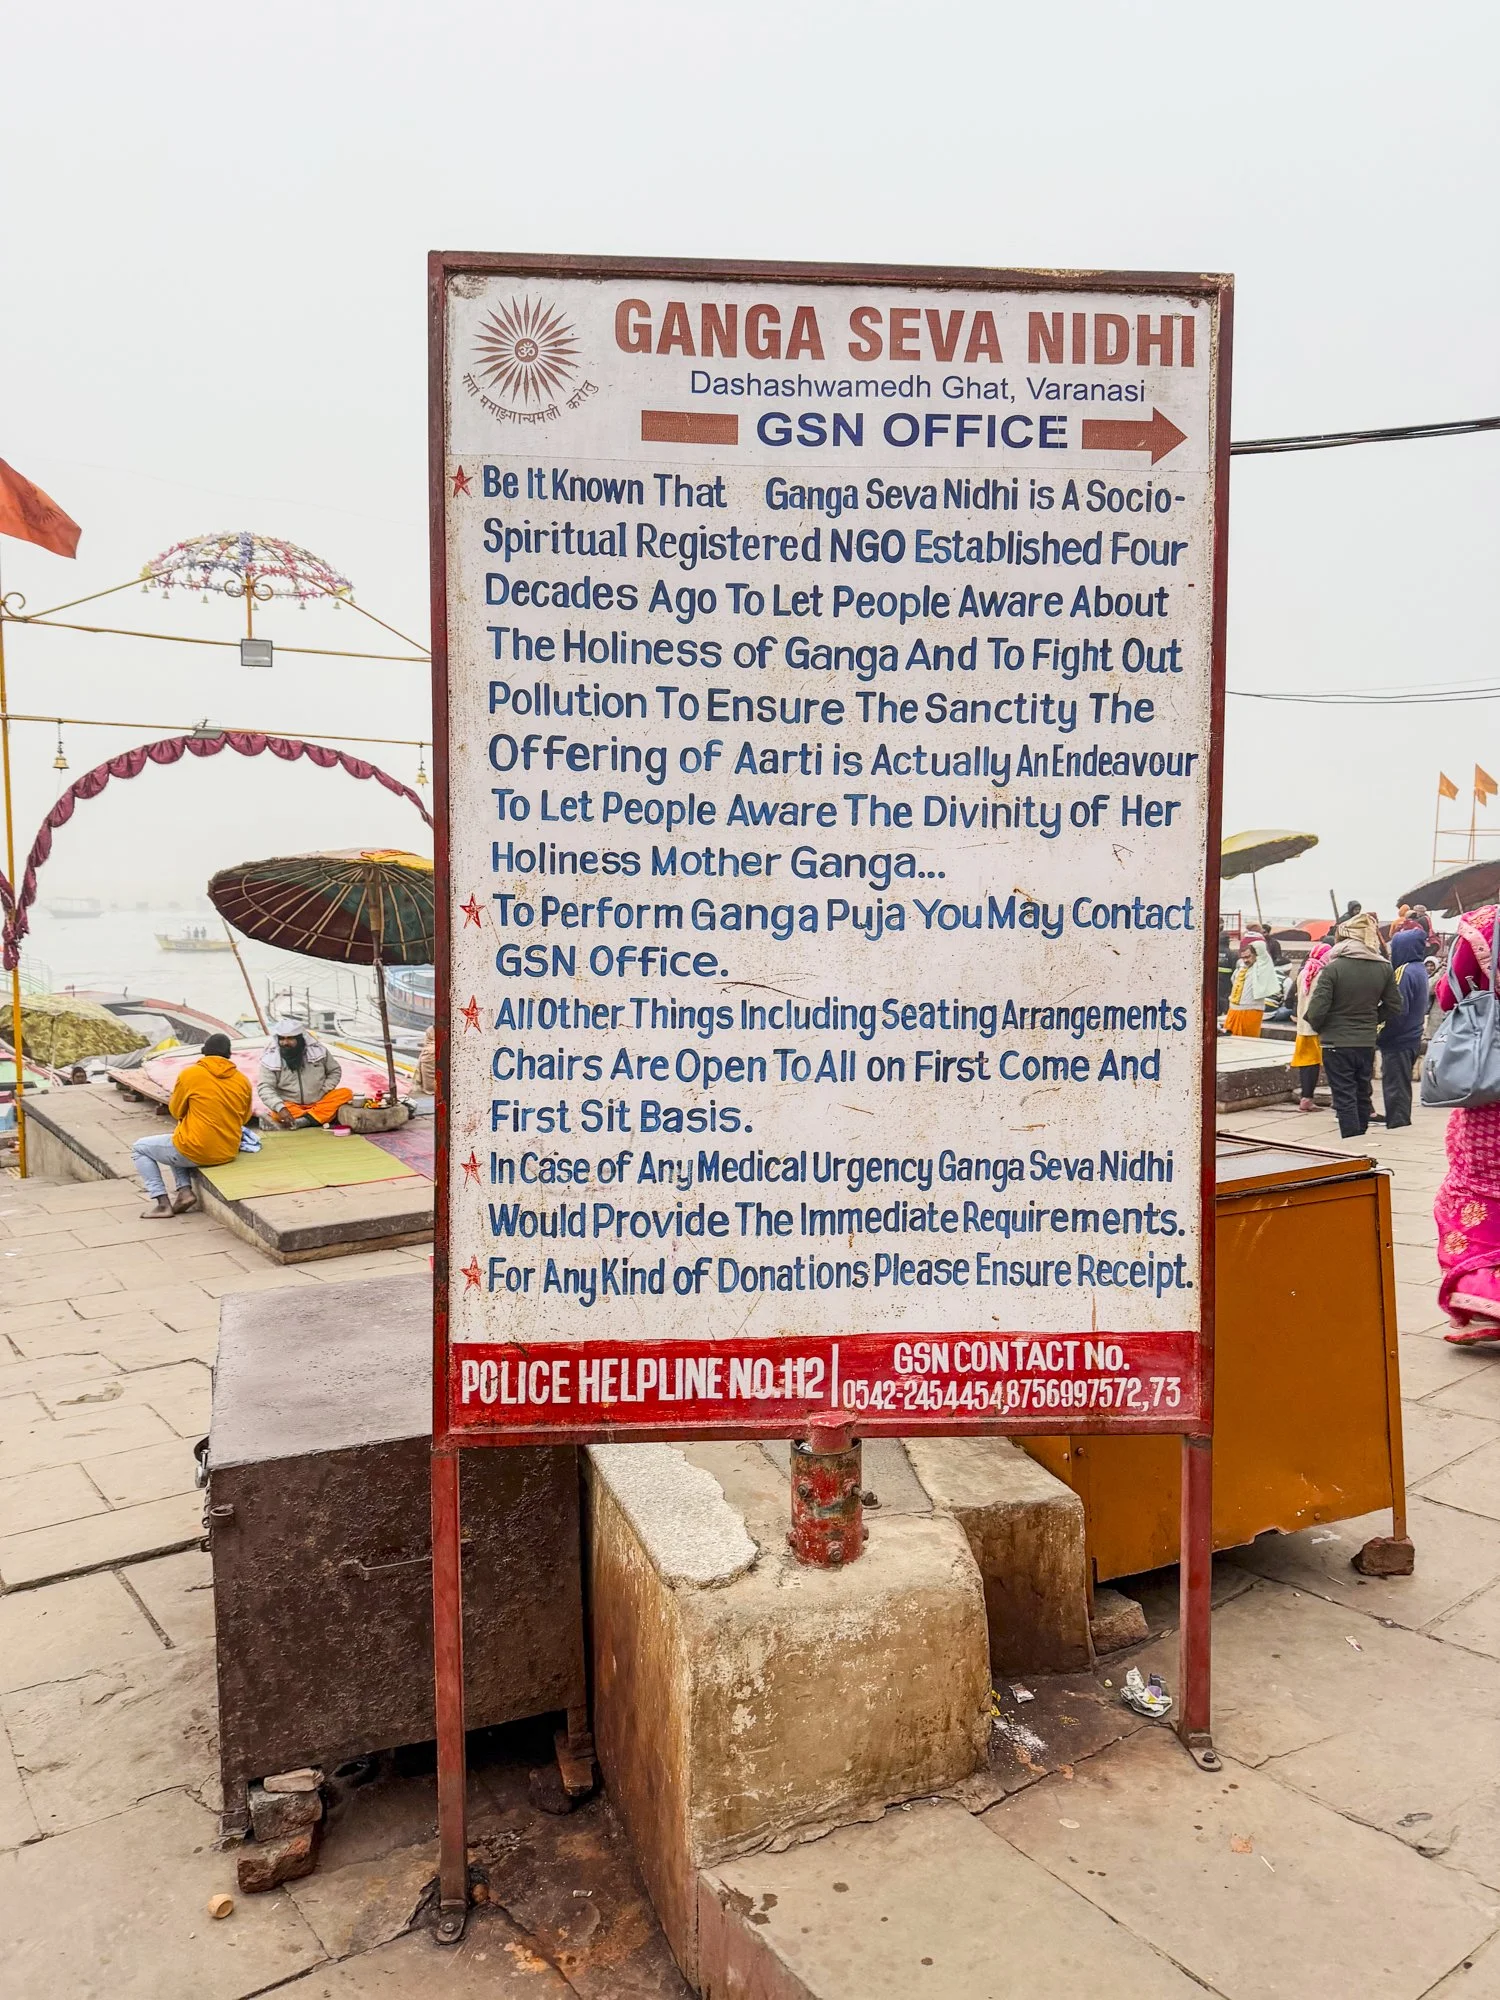 GANGA SEVA NIDHI
Dashashwamedh Ghat, Varanasi
GSN OFFICE
ॐ
गंगा ममाङ्गान्यमली करोतु
Be It Known That Ganga Seva Nidhi is A Socio-
Spiritual Registered NGO Established Four
Decades Ago To Let People Aware About
The Holiness of Ganga And To Fight Out
Pollution To Ensure The Sanctity The
Offering of Aarti is Actually An Endeavour
To Let People Aware The Divinity of Her
Holiness Mother Ganga...
To Perform Ganga Puja You May Contact
GSN Office.
All Other Things Including Seating Arrangements
Chairs Are Open To All on First Come And
First Sit Basis.
In Case of Any Medical Urgency Ganga Seva Nidhi
Would Provide The Immediate Requirements.
For Any Kind of Donations Please Ensure Receipt.
POLICE HELPLINE NO.112
GSN CONTACT No.
0542-2454454,8756997572,73